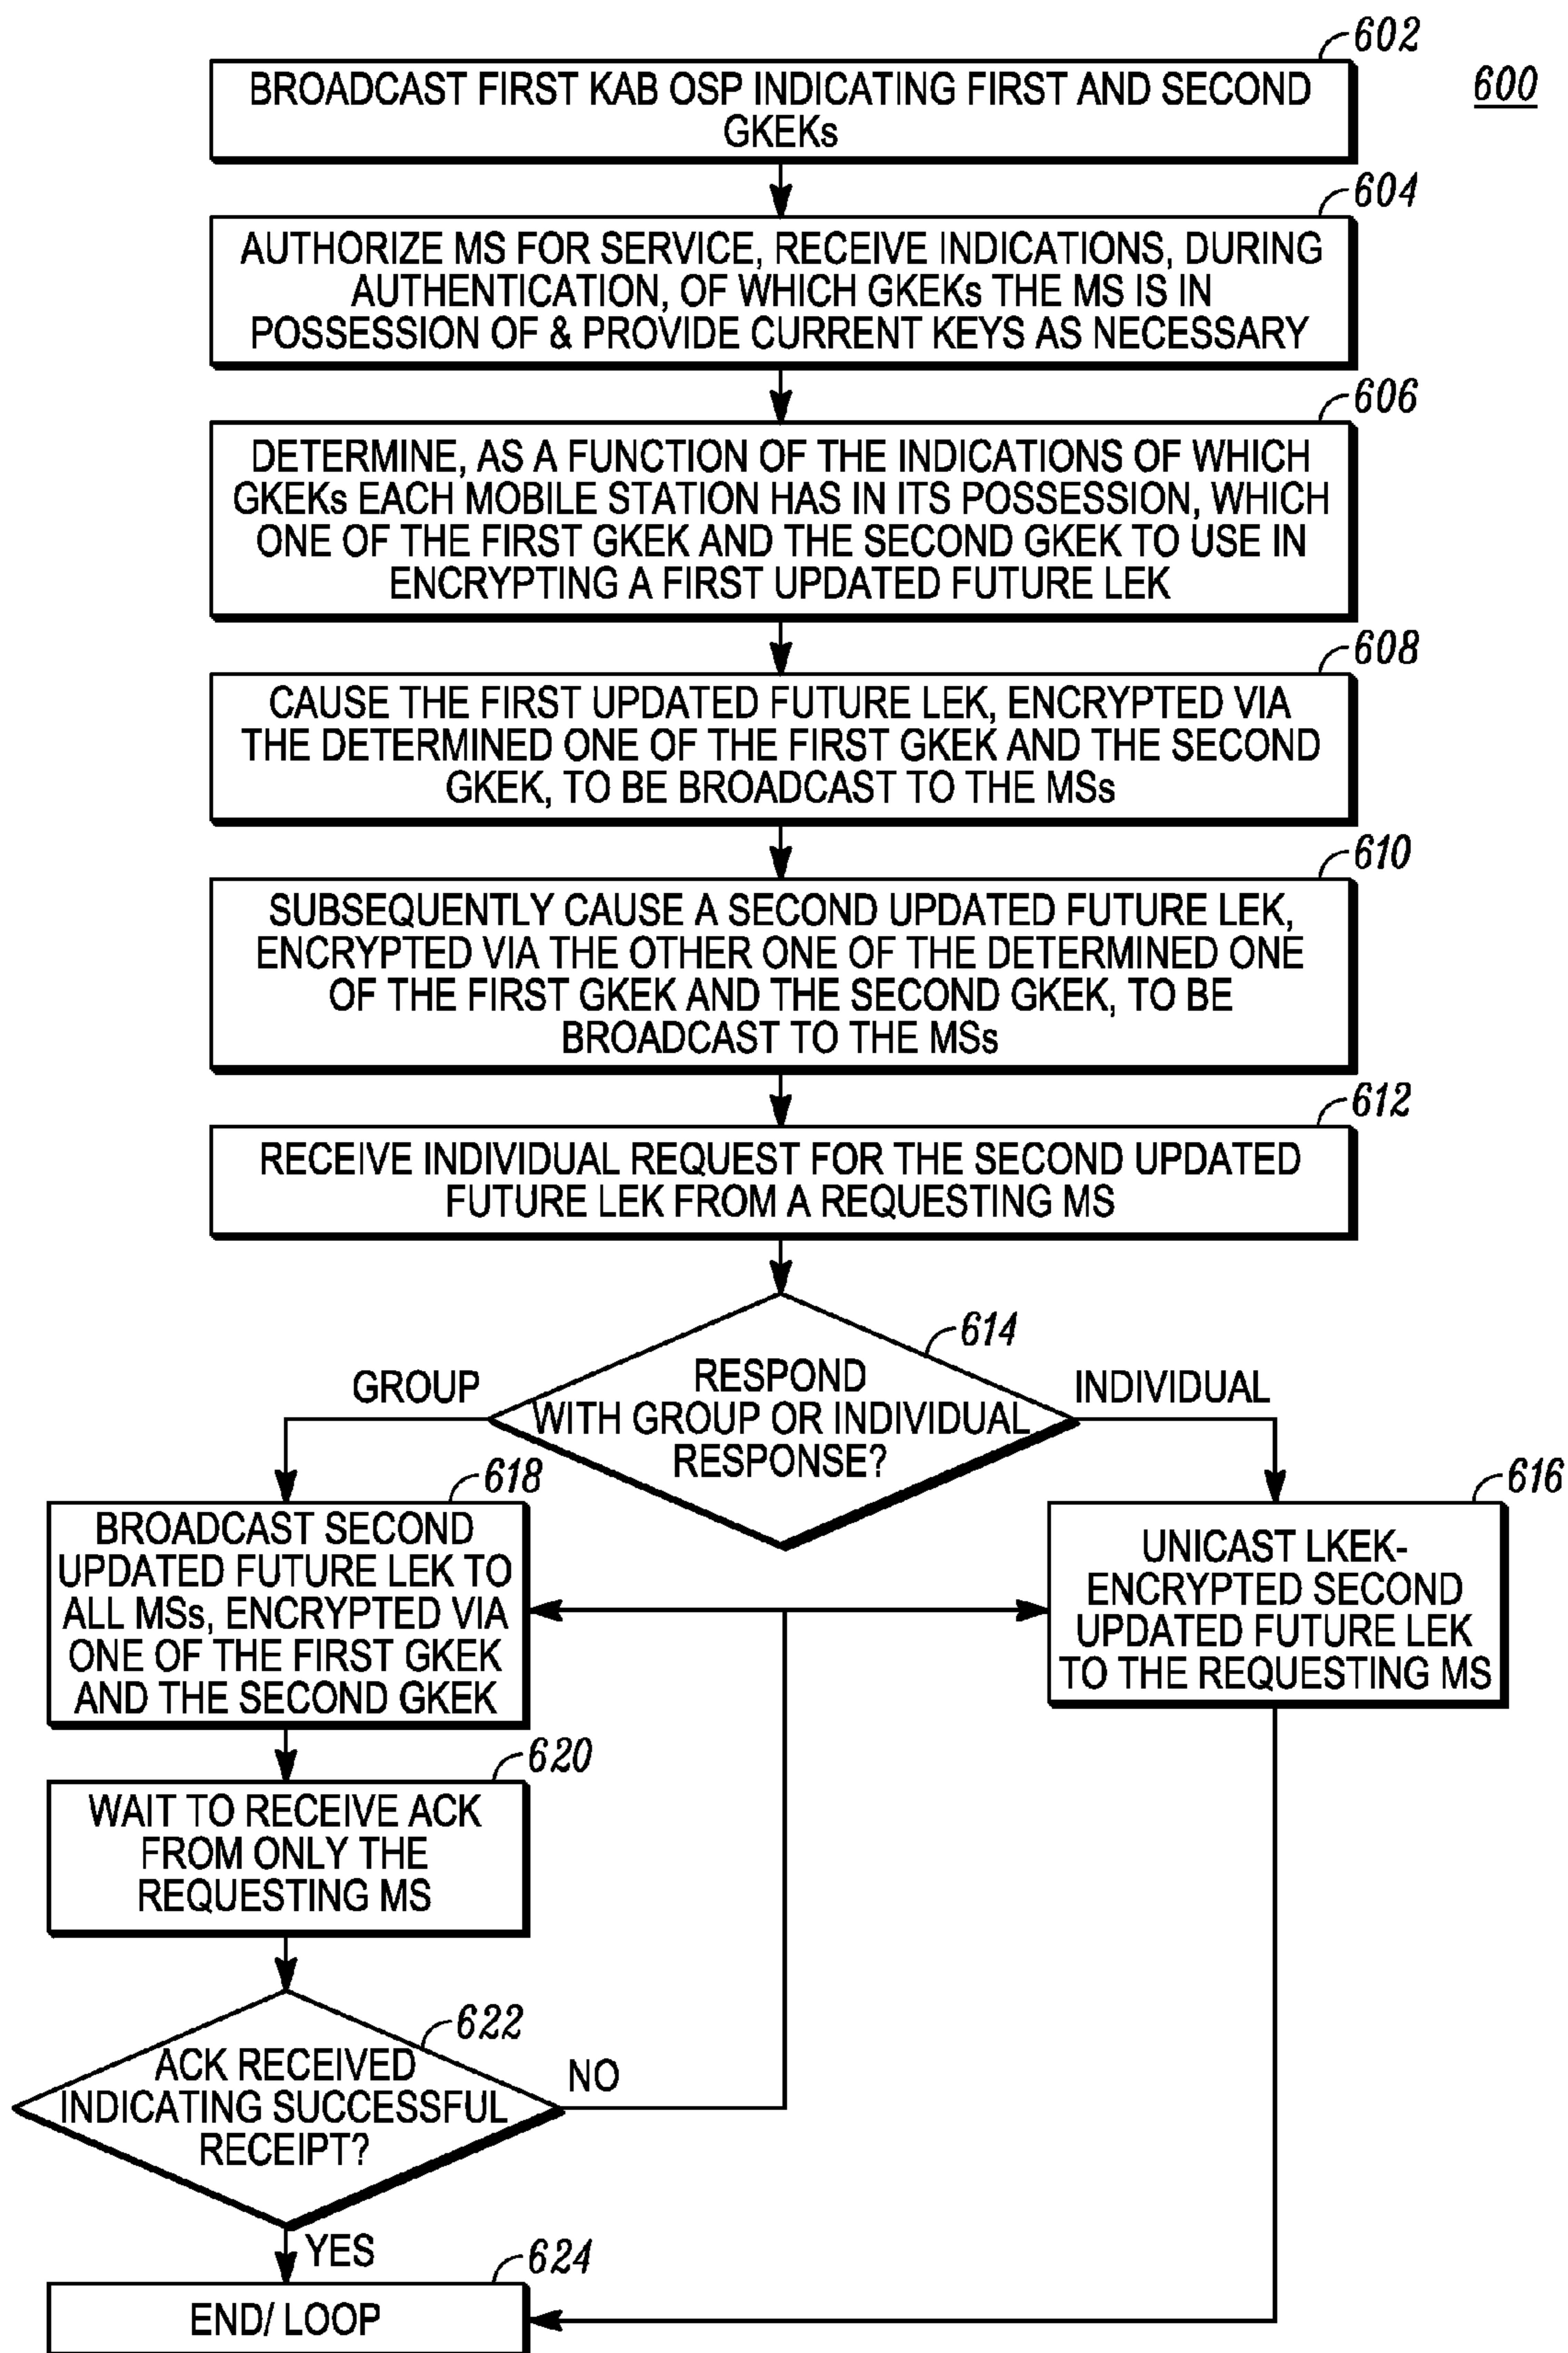 602
600
BROADCAST FIRST KAB OSP INDICATING FIRST AND SECOND
GKEKs
604
AUTHORIZE MS FOR SERVICE, RECEIVE INDICATIONS, DURING
AUTHENTICATION, OF WHICH GKEKs THE MS IS IN
POSSESSION OF & PROVIDE CURRENT KEYS AS NECESSARY
606
DETERMINE, AS A FUNCTION OF THE INDICATIONS OF WHICH
GKEKs EACH MOBILE STATION HAS IN ITS POSSESSION, WHICH
ONE OF THE FIRST GKEK AND THE SECOND GKEK TO USE IN
ENCRYPTING A FIRST UPDATED FUTURE LEK
608
CAUSE THE FIRST UPDATED FUTURE LEK, ENCRYPTED VIA
THE DETERMINED ONE OF THE FIRST GKEK AND THE SECOND
GKEK, TO BE BROADCAST TO THE MSs
610
SUBSEQUENTLY CAUSE A SECOND UPDATED FUTURE LEK,
ENCRYPTED VIA THE OTHER ONE OF THE DETERMINED ONE
OF THE FIRST GKEK AND THE SECOND GKEK, TO BE
BROADCAST TO THE MSs
612
RECEIVE INDIVIDUAL REQUEST FOR THE SECOND UPDATED
FUTURE LEK FROM A REQUESTING MS
614
RESPOND
WITH GROUP OR INDIVIDUAL
RESPONSE?
GROUP
INDIVIDUAL
618
BROADCAST SECOND
UPDATED FUTURE LEK TO
ALL MSs, ENCRYPTED VIA
ONE OF THE FIRST GKEK
AND THE SECOND GKEK
616
UNICAST LKEK-
ENCRYPTED SECOND
UPDATED FUTURE LEK
TO THE REQUESTING MS
620
WAIT TO RECEIVE ACK
FROM ONLY THE
REQUESTING MS
622
ACK RECEIVED
INDICATING SUCCESSFUL
RECEIPT?
NO
YES
624
END/ LOOP